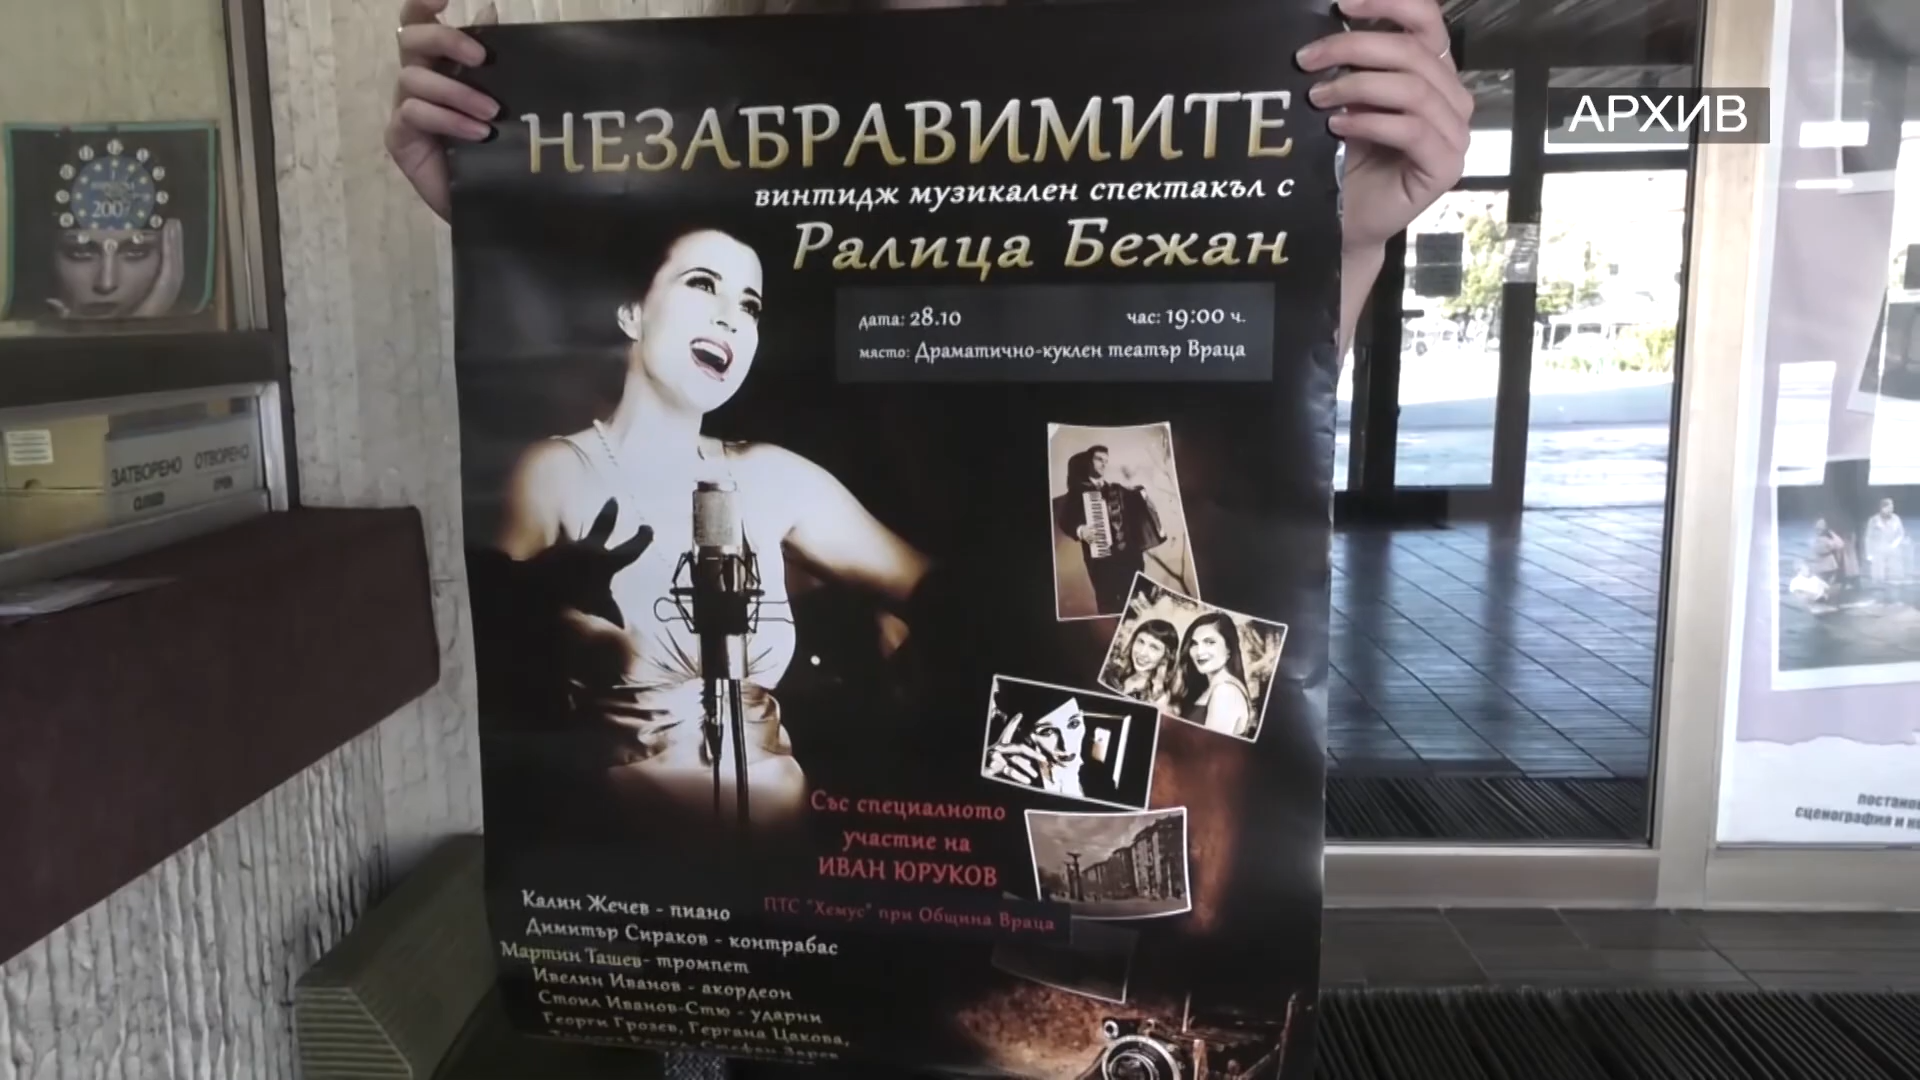 АРХИВ
НЕЗАБРАВИМИТЕ
винтидж музикален спектакъл с
Ралица Бежан
дата: 28.10 час: 19:00 ч.
място: Драматично-куклен театър Враца
Със специалното
участие на
ИВАН ЮРУКОВ
ПТС "Хемус" при Община Враца
Калин Жечев - пиано
Димитър Сираков - контрабас
Мартин Ташев- тромпет
Ивелин Иванов - акордеон
Стоил Иванов-Стю - ударни
Георги Грозев, Гергана Цакова,
2007
ЗАТВОРЕНО ОТВОРЕНО
CLOSED OPEN
сценография и